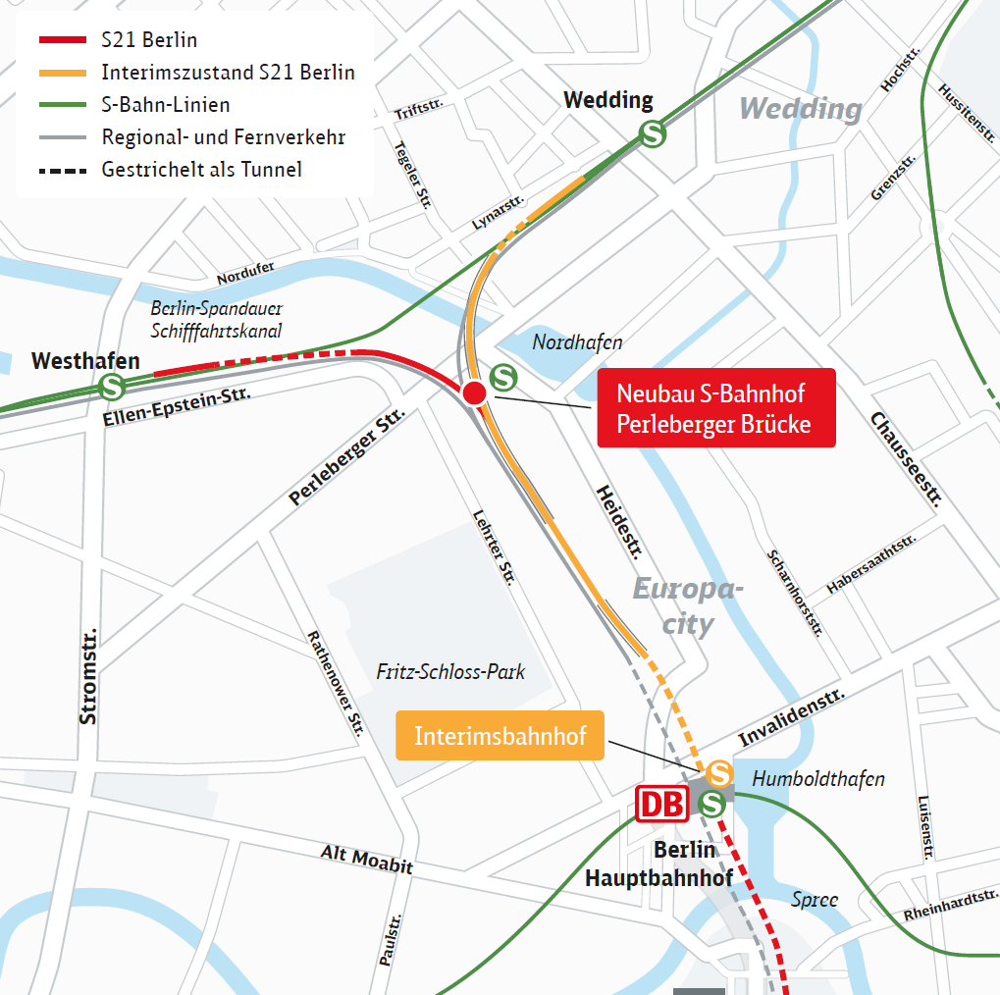 S21 Berlin
Interimszustand S21 Berlin
S-Bahn-Linien
Regional- und Fernverkehr
Gestrichelt als Tunnel
Wedding
Wedding
Hochstr.
Hussitenstr.
Triftstr.
Tegeler Str.
Grenzstr.
Lynarstr.
S
Nordufer
Berlin-Spandauer
Schifffahrtskanal
Nordhafen
Westhafen
S
S
Ellen-Epstein-Str.
Neubau S-Bahnhof
Perleberger Brücke
Perleberger Str.
Chausseestr.
Heidestr.
Lehrter Str.
Scharnhorststr.
Habersaathtstr.
Europa-
city
Stromstr.
Rathenower Str.
Fritz-Schloss-Park
Invalidenstr.
Interimsbahnhof
S
Humboldthafen
DB
S
Luisenstr.
Berlin
Hauptbahnhof
Alt Moabit
Spree
Rheinhardtstr.
Paulstr.